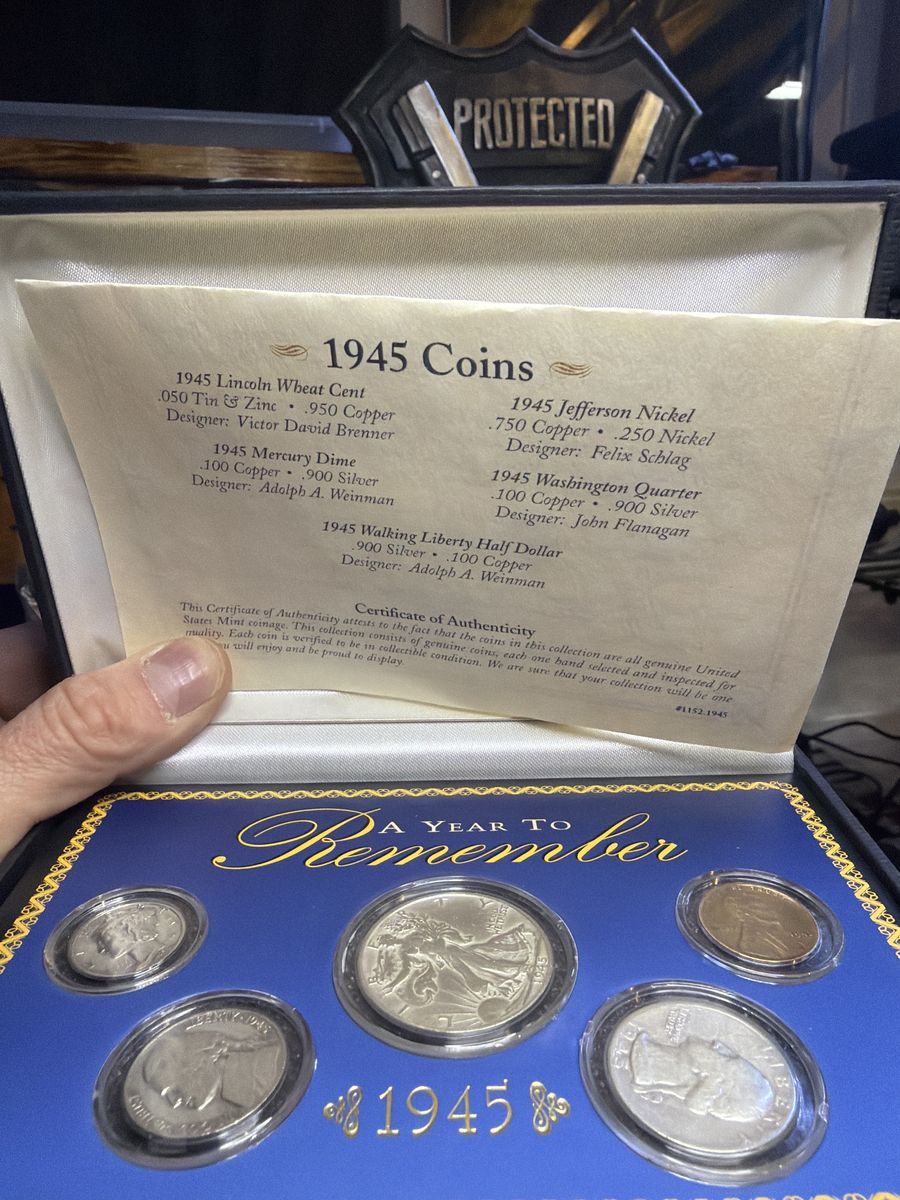 PROTECTED
1945 Coins
1945 Lincoln Wheat Cent
.050 Tin & Zinc • .950 Copper
Designer: Victor David Brenner
1945 Mercury Dime
.100 Copper • .900 Silver
Designer: Adolph A. Weinman
1945 Jefferson Nickel
.750 Copper • .250 Nickel
Designer: Felix Schlag
1945 Washington Quarter
.100 Copper • .900 Silver
Designer: John Flanagan
1945 Walking Liberty Half Dollar
.900 Silver • .100 Copper
Designer: Adolph A. Weinman
Certificate of Authenticity
This Certificate of Authenticity attests to the fact that the coins in this collection are all genuine United
States Mint coinage. This collection consists of genuine coins, each one hand selected and inspected for
Each coin is verified to be in collectible condition. We are sure that your collection will be one
you will enjoy and be proud to display.
#1152.1945
A YEAR TO
Remember
LIBERTY
1945
LIBERTY
1945
1945